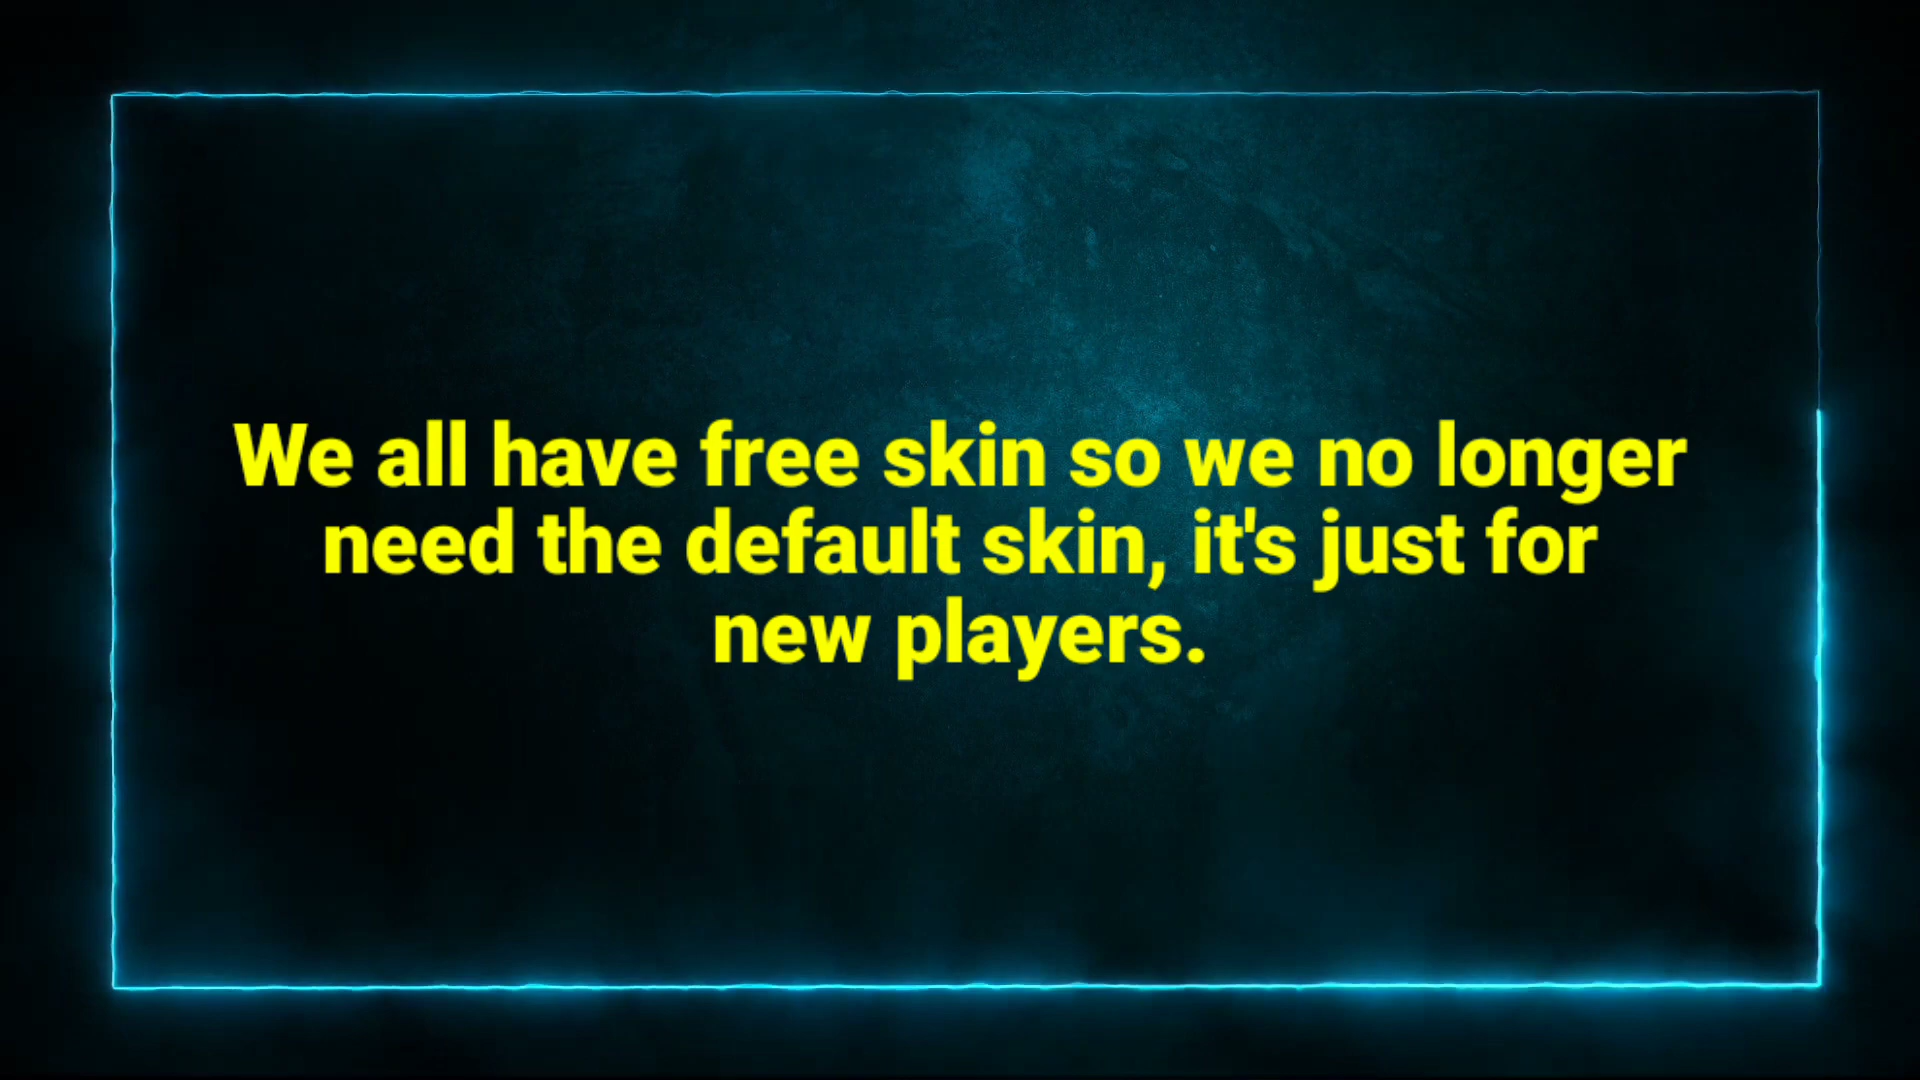 We all have free skin so we no longer
need the default skin, it's just for
new players.